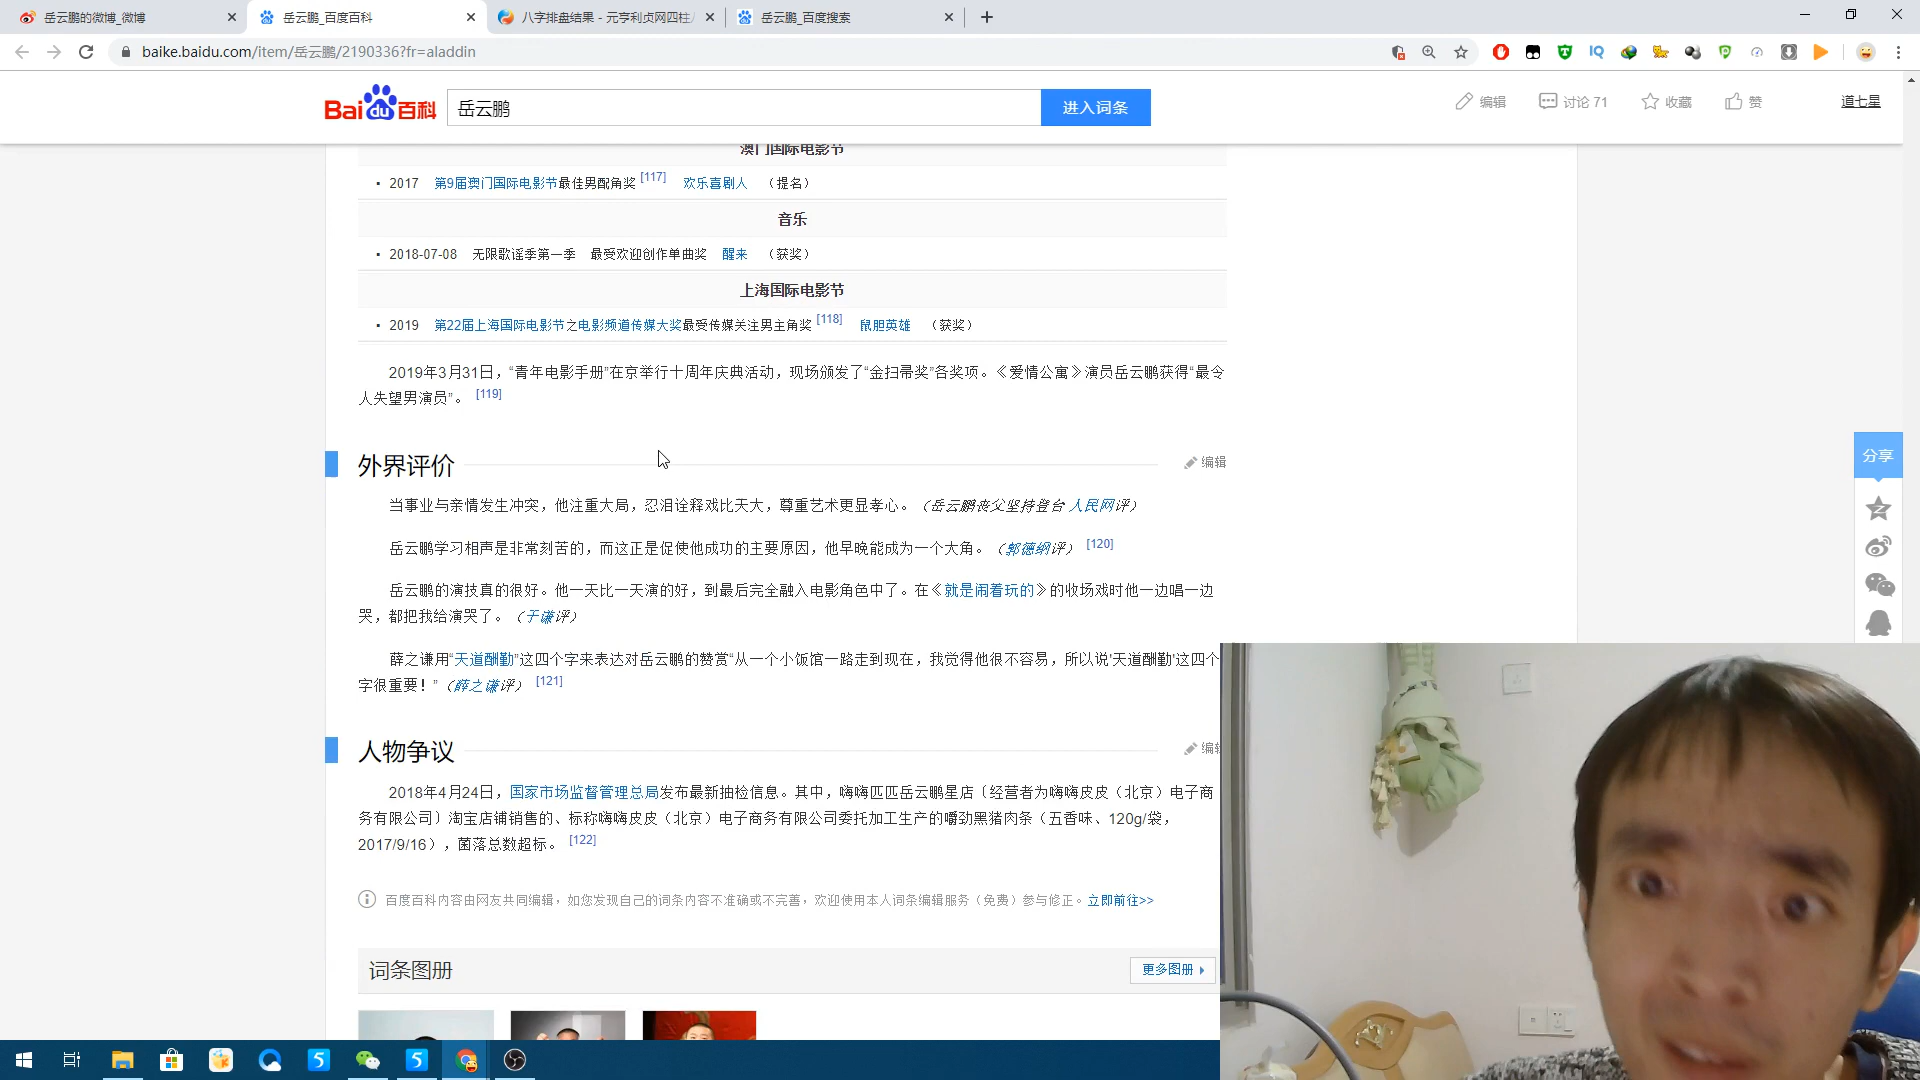 岳云鹏的微博_微博
岳云鹏_百度百科
八字排盘结果 - 元亨利贞网四柱
岳云鹏_百度搜索
baike.baidu.com/item/岳云鹏/2190336?fr=aladdin
Baidu百科
岳云鹏
进入词条
编辑
讨论 71
收藏
赞
道七星
澳门国际电影节
2017 第9届澳门国际电影节最佳男配角奖 [117] 欢乐喜剧人 （提名）
音乐
2018-07-08 无限歌谣季第一季 最受欢迎创作单曲奖 醒来 （获奖）
上海国际电影节
2019 第22届上海国际电影节之电影频道传媒大奖最受传媒关注男主角奖 [118] 鼠胆英雄 （获奖）
2019年3月31日，“青年电影手册”在京举行十周年庆典活动，现场颁发了“金扫帚奖”各奖项。《爱情公寓》演员岳云鹏获得“最令
人失望男演员”。 [119]
外界评价
编辑
当事业与亲情发生冲突，他注重大局，忍泪诠释戏比天大，尊重艺术更显孝心。（岳云鹏丧父坚持登台 人民网评）
岳云鹏学习相声是非常刻苦的，而这正是促使他成功的主要原因，他早晚能成为一个大角。（郭德纲评） [120]
岳云鹏的演技真的很好。他一天比一天演的好，到最后完全融入电影角色中了。在《就是闹着玩的》的收场戏时他一边唱一边
哭，都把我给演哭了。（于谦评）
薛之谦用“天道酬勤”这四个字来表达对岳云鹏的赞赏“从一个小饭馆一路走到现在，我觉得他很不容易，所以说‘天道酬勤’这四个
字很重要！”（薛之谦评） [121]
人物争议
编辑
2018年4月24日，国家市场监督管理总局发布最新抽检信息。其中，嗨嗨匹匹岳云鹏星店〔经营者为嗨嗨皮皮（北京）电子商
务有限公司〕淘宝店铺销售的、标称嗨嗨皮皮（北京）电子商务有限公司委托加工生产的嚼劲黑猪肉条（五香味、120g/袋，
2017/9/16），菌落总数超标。 [122]
百度百科内容由网友共同编辑，如您发现自己的词条内容不准确或不完善，欢迎使用本人词条编辑服务（免费）参与修正。立即前往>>
词条图册
更多图册
分享